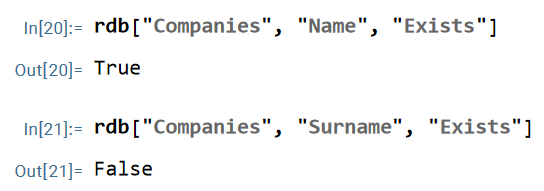 In[20]:= rdb["Companies", "Name", "Exists"]
Out[20]= True
In[21]:= rdb["Companies", "Surname", "Exists"]
Out[21]= False